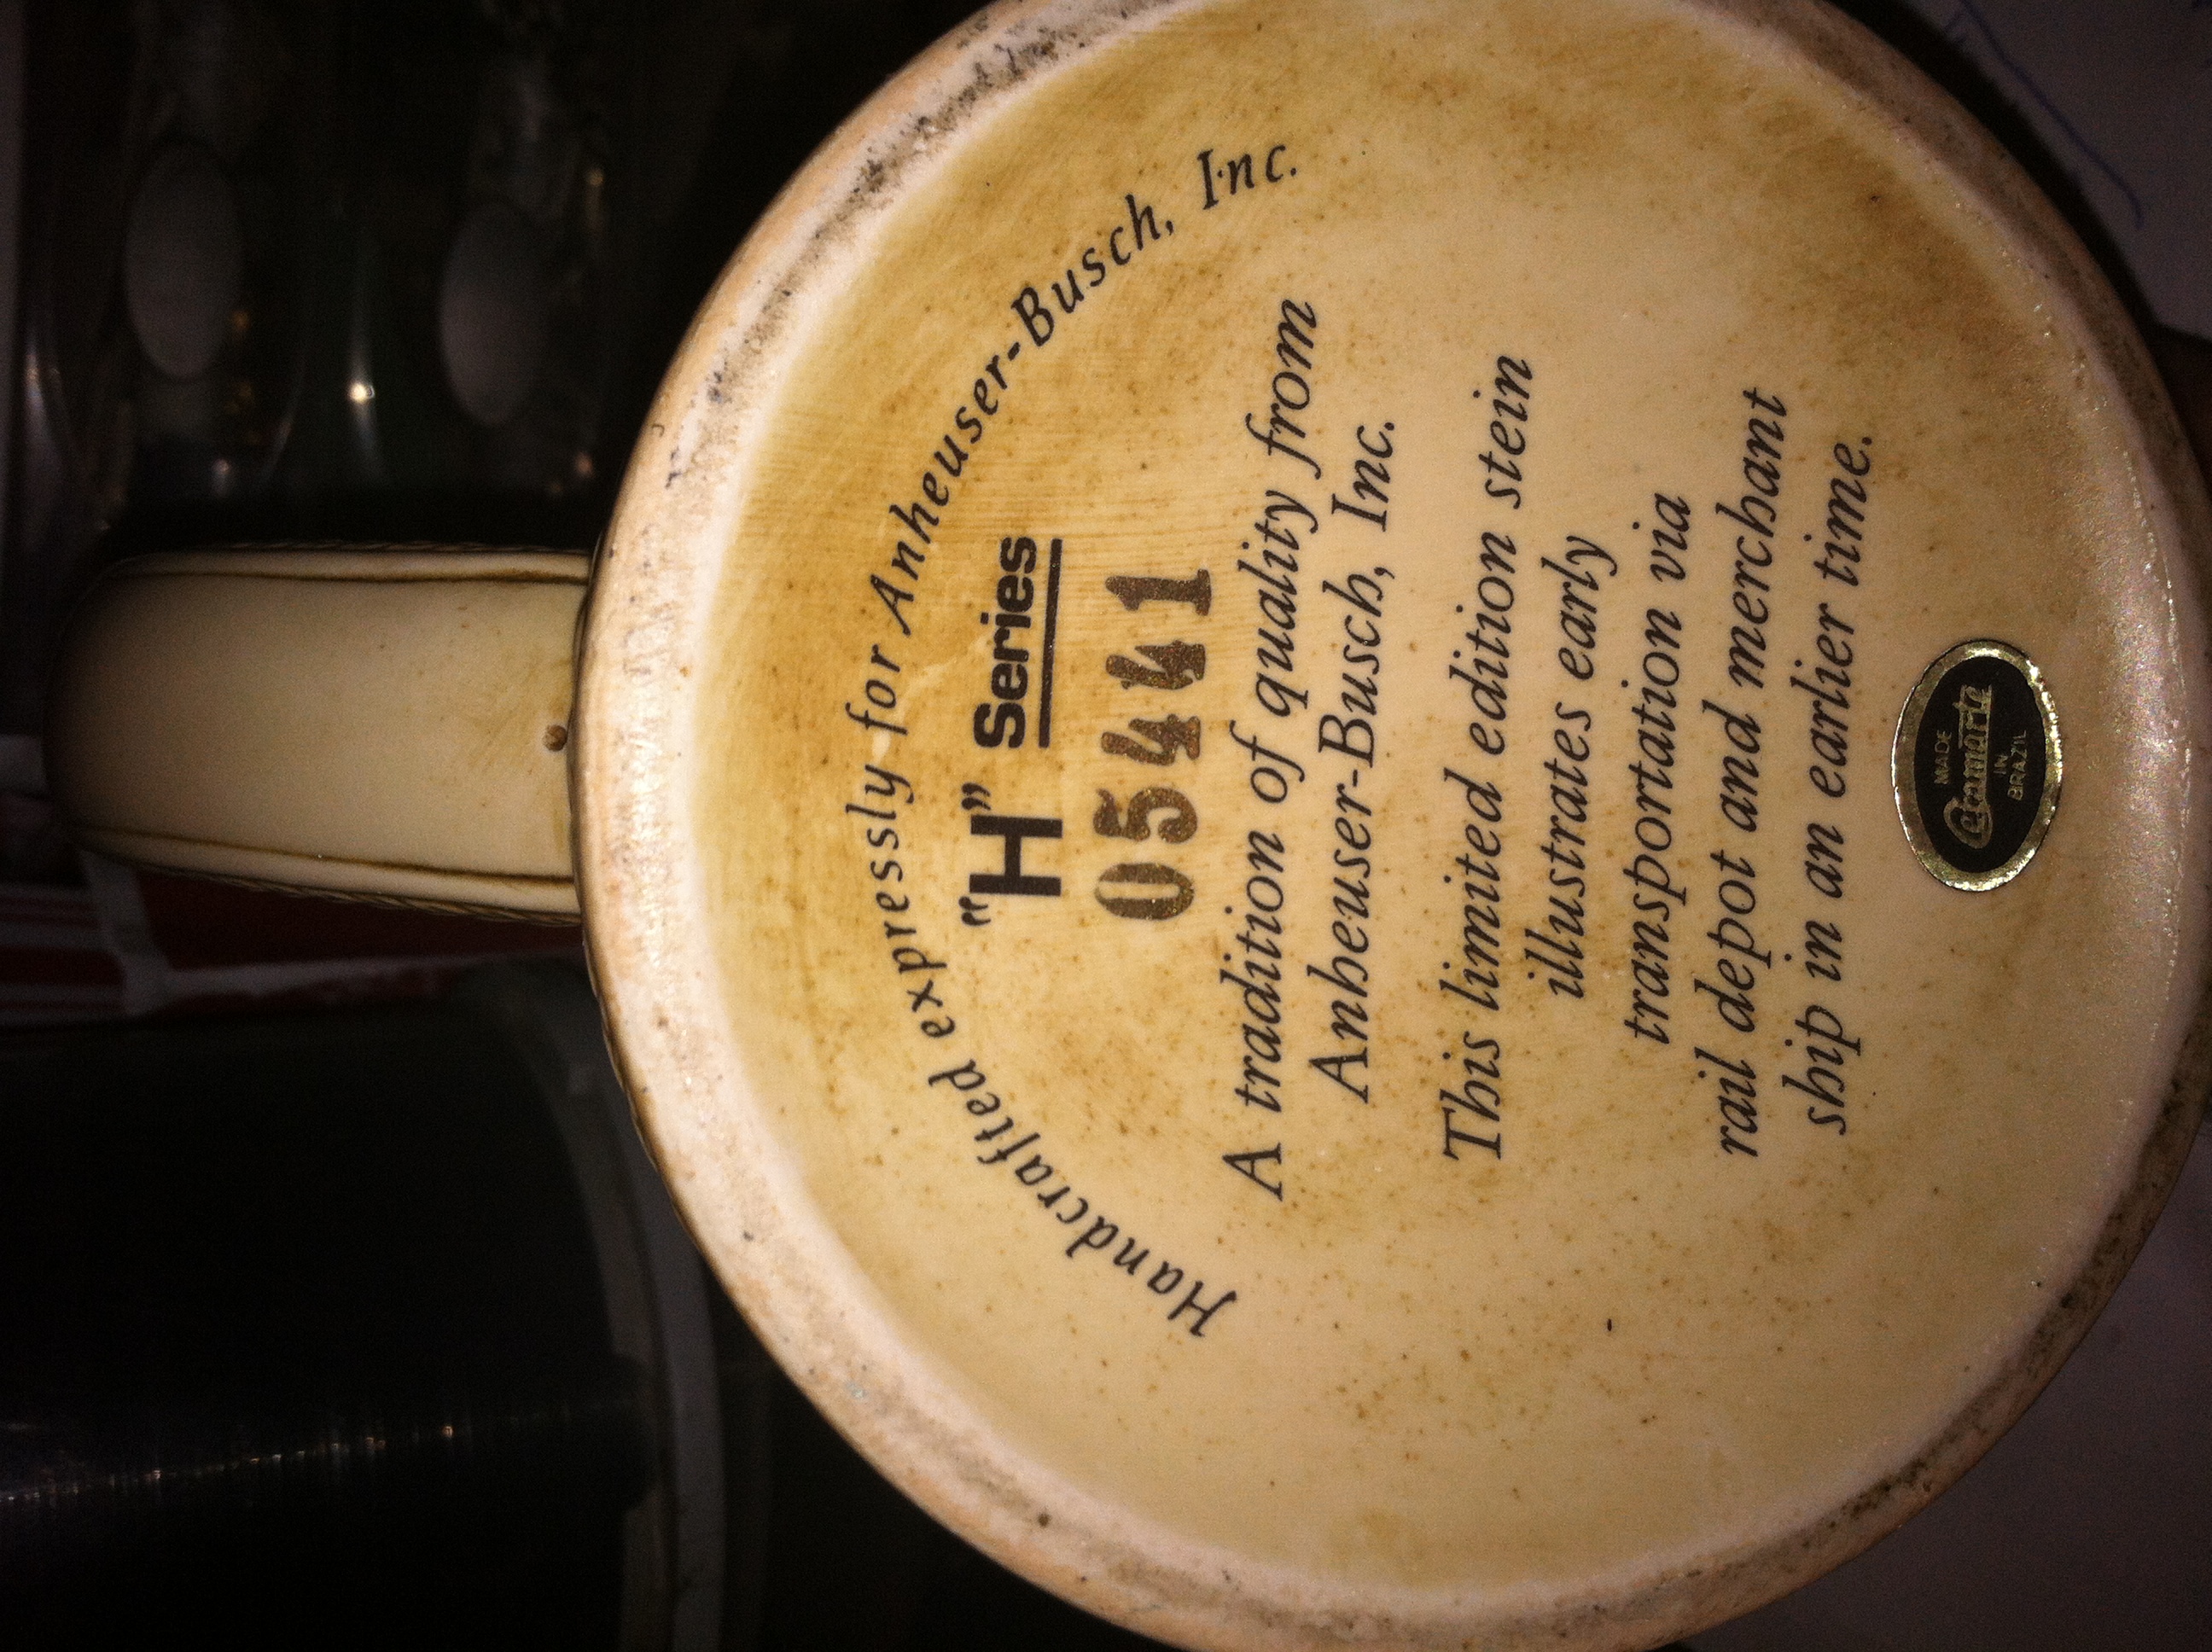 Handcrafted expressly for Anheuser-Busch, Inc.
"H" Series
05441
A tradition of quality from
Anheuser-Busch, Inc.
This limited edition stein
illustrates early
transportation via
rail depot and merchant
ship in an earlier time.
MADE
Ceramarte
IN
BRAZIL